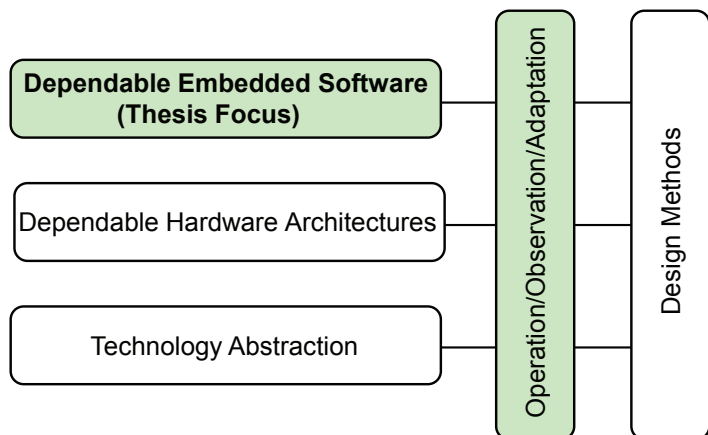 Dependable Embedded Software
(Thesis Focus)
Dependable Hardware Architectures
Technology Abstraction
Operation/Observation/Adaptation
Design Methods